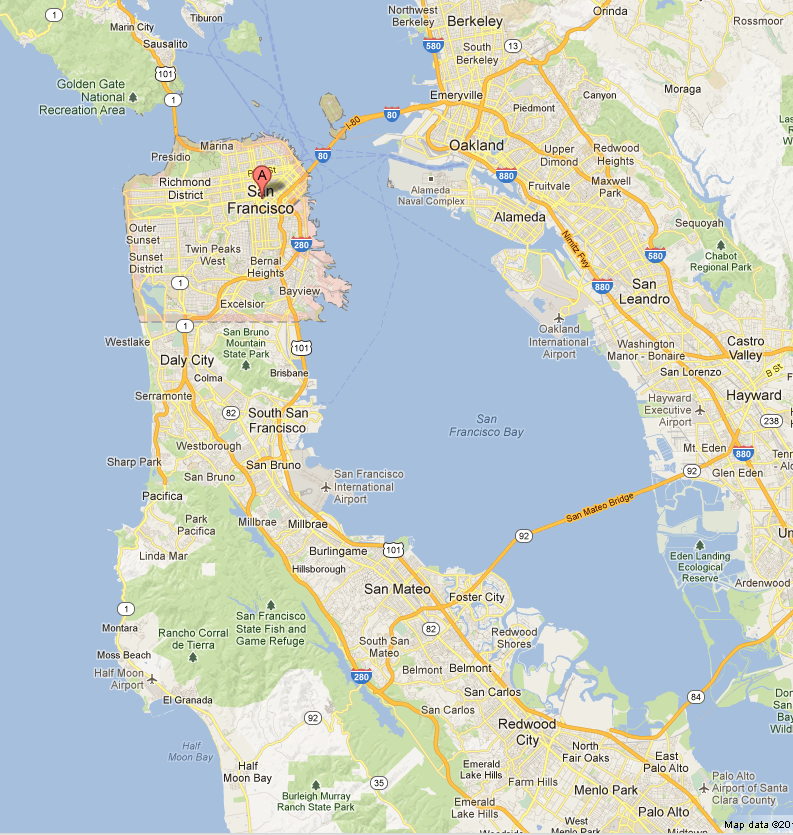 1
Marin City
Tiburon
Sausalito
101
1
Golden Gate
National
Recreation Area
Northwest
Berkeley
Berkeley
580
13
South
Berkeley
Orinda
Rossmoor
Emeryville
80
I-80
80
Piedmont
Canyon
Moraga
Las
Oakland
Upper
Dimond
Redwood
Heights
880
Fruitvale
Maxwell
Park
Alameda
Naval Complex
Alameda
Sequoyah
Chabot
Regional Park
Nimitz Fwy
580
880
San
Leandro
Presidio
Marina
Richmond
District
A
San
Francisco
Outer
Sunset
Sunset
District
Twin Peaks
West
280
Bernal
Heights
1
Bayview
Excelsior
1
Westlake
San Bruno
Mountain
State Park
101
Daly City
Colma
Brisbane
Serramonte
82
South San
Francisco
Westborough
Sharp Park
San Bruno
San Bruno
Pacifica
San Francisco
International
Airport
San
Francisco Bay
Oakland
International
Airport
Washington
Manor - Bonaire
Castro
Valley
San Lorenzo
B St
Hayward
Hayward
Executive
Airport
238
Mt. Eden
880
Glen Eden
92
San Mateo Bridge
92
Park
Pacifica
Millbrae
Millbrae
Linda Mar
Burlingame
101
Hillsborough
San Mateo
Foster City
Eden Landing
Ecological
Reserve
Ardenwood
1
Montara
San Francisco
State Fish and
Game Refuge
Rancho Corral
de Tierra
82
Redwood
Shores
South San
Mateo
Moss Beach
Half Moon
Airport
El Granada
280
Belmont
Belmont
San Carlos
San Carlos
84
92
Redwood
City
Half
Moon Bay
Half
Moon Bay
35
Burleigh Murray
Ranch State Park
Emerald
Lake Hills
North
Fair Oaks
East
Palo Alto
Farm Hills
Menlo Park
Palo Alto
Airport of Santa
Clara County
Emerald
Lake Hills
West
Menlo Park
Palo Alto
Map data ©201